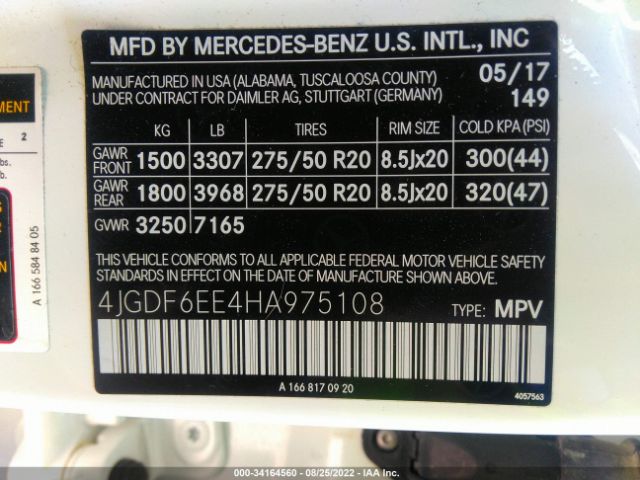 MFD BY MERCEDES-BENZ U.S. INTL., INC
MANUFACTURED IN USA (ALABAMA, TUSCALOOSA COUNTY) 05/17
UNDER CONTRACT FOR DAIMLER AG, STUTTGART (GERMANY) 149
KG LB TIRES RIM SIZE COLD KPA (PSI)
GAWR FRONT 1500 3307 275/50 R20 8.5Jx20 300(44)
GAWR REAR 1800 3968 275/50 R20 8.5Jx20 320(47)
GVWR 3250 7165
THIS VEHICLE CONFORMS TO ALL APPLICABLE FEDERAL MOTOR VEHICLE SAFETY
STANDARDS IN EFFECT ON THE DATE OF MANUFACTURE SHOWN ABOVE.
4JGDF6EE4HA975108 TYPE: MPV
A 166 817 09 20
4057563
2
A 166 584 84 05
000-34164560 - 08/25/2022 - IAA Inc.